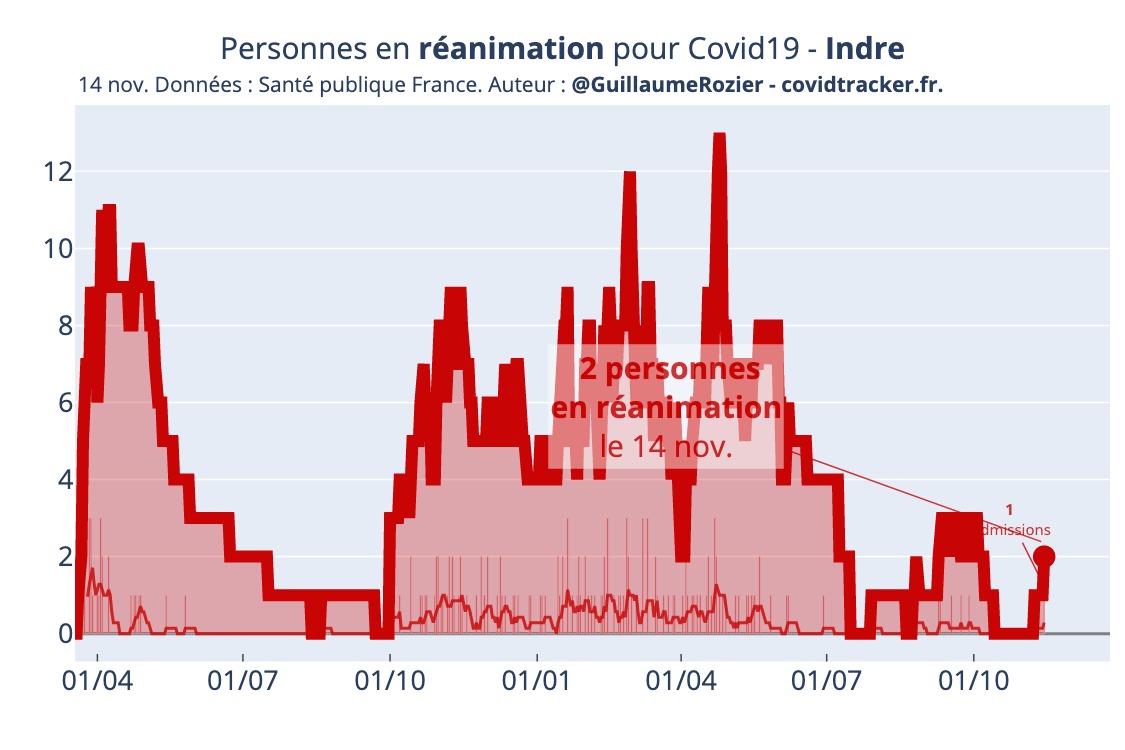 Personnes en réanimation pour Covid19 - Indre
14 nov. Données : Santé publique France. Auteur : @GuillaumeRozier - covidtracker.fr.
12
10
8
6
4
2
0
2 personnes
en réanimation
le 14 nov.
1
dmissions
01/04
01/07
01/10
01/01
01/04
01/07
01/10